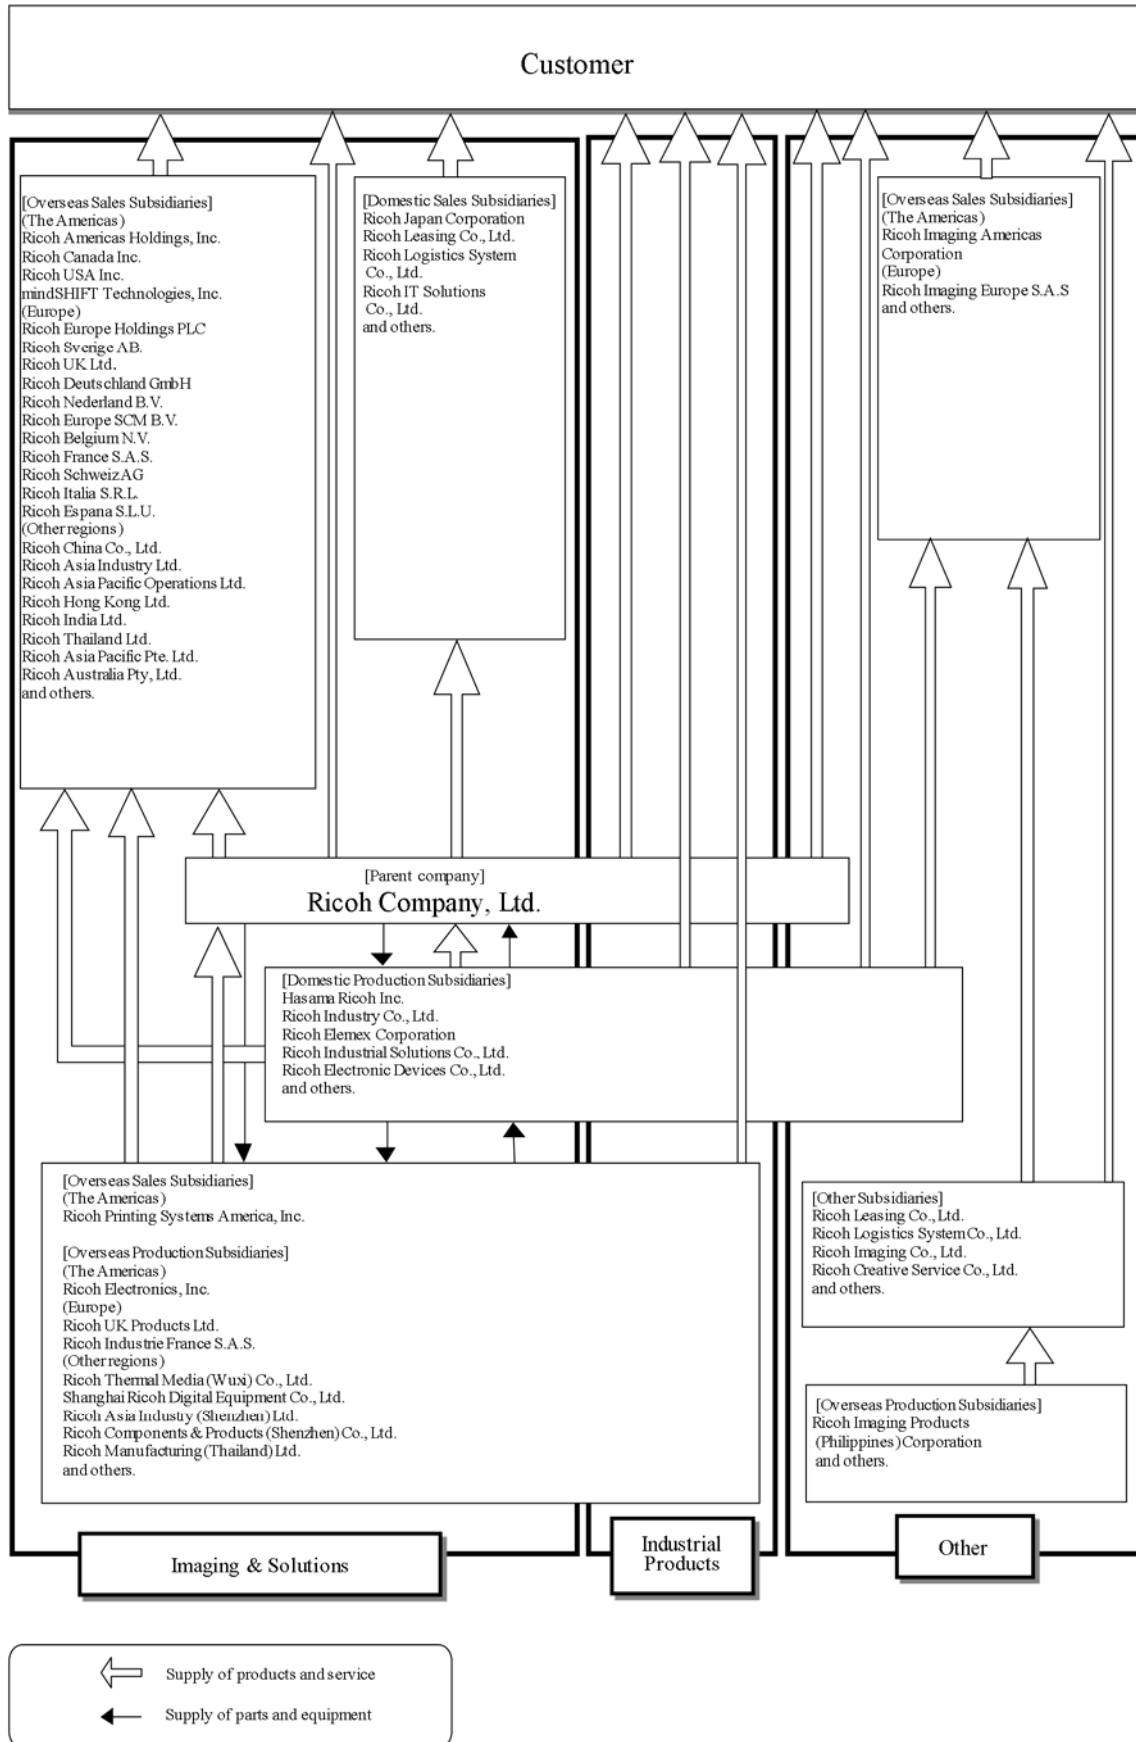 Customer
[Overseas Sales Subsidiaries]
(The Americas)
Ricoh Americas Holdings, Inc.
Ricoh Canada Inc.
Ricoh USA Inc.
mindSHIFT Technologies, Inc.
(Europe)
Ricoh Europe Holdings PLC
Ricoh Sverige AB.
Ricoh UK Ltd.
Ricoh Deutschland GmbH
Ricoh Nederland B.V.
Ricoh Europe SCM B.V.
Ricoh Belgium N.V.
Ricoh France S.A.S.
Ricoh Schweiz AG
Ricoh Italia S.R.L.
Ricoh Espana S.L.U.
(Other regions)
Ricoh China Co., Ltd.
Ricoh Asia Industry Ltd.
Ricoh Asia Pacific Operations Ltd.
Ricoh Hong Kong Ltd.
Ricoh India Ltd.
Ricoh Thailand Ltd.
Ricoh Asia Pacific Pte. Ltd.
Ricoh Australia Pty, Ltd.
and others.
[Domestic Sales Subsidiaries]
Ricoh Japan Corporation
Ricoh Leasing Co., Ltd.
Ricoh Logistics System
Co., Ltd.
Ricoh IT Solutions
Co., Ltd.
and others.
[Overseas Sales Subsidiaries]
(The Americas)
Ricoh Imaging Americas
Corporation
(Europe)
Ricoh Imaging Europe S.A.S
and others.
[Parent company]
Ricoh Company, Ltd.
[Domestic Production Subsidiaries]
Hasama Ricoh Inc.
Ricoh Industry Co., Ltd.
Ricoh Elemex Corporation
Ricoh Industrial Solutions Co., Ltd.
Ricoh Electronic Devices Co., Ltd.
and others.
[Overseas Sales Subsidiaries]
(The Americas)
Ricoh Printing Systems America, Inc.
[Overseas Production Subsidiaries]
(The Americas)
Ricoh Electronics, Inc.
(Europe)
Ricoh UK Products Ltd.
Ricoh Industrie France S.A.S.
(Other regions)
Ricoh Thermal Media (Wuxi) Co., Ltd.
Shanghai Ricoh Digital Equipment Co., Ltd.
Ricoh Asia Industry (Shenzhen) Ltd.
Ricoh Components & Products (Shenzhen) Co., Ltd.
Ricoh Manufacturing (Thailand) Ltd.
and others.
[Other Subsidiaries]
Ricoh Leasing Co., Ltd.
Ricoh Logistics System Co., Ltd.
Ricoh Imaging Co., Ltd.
Ricoh Creative Service Co., Ltd.
and others.
[Overseas Production Subsidiaries]
Ricoh Imaging Products
(Philippines) Corporation
and others.
Imaging & Solutions
Industrial
Products
Other
Supply of products and service
Supply of parts and equipment